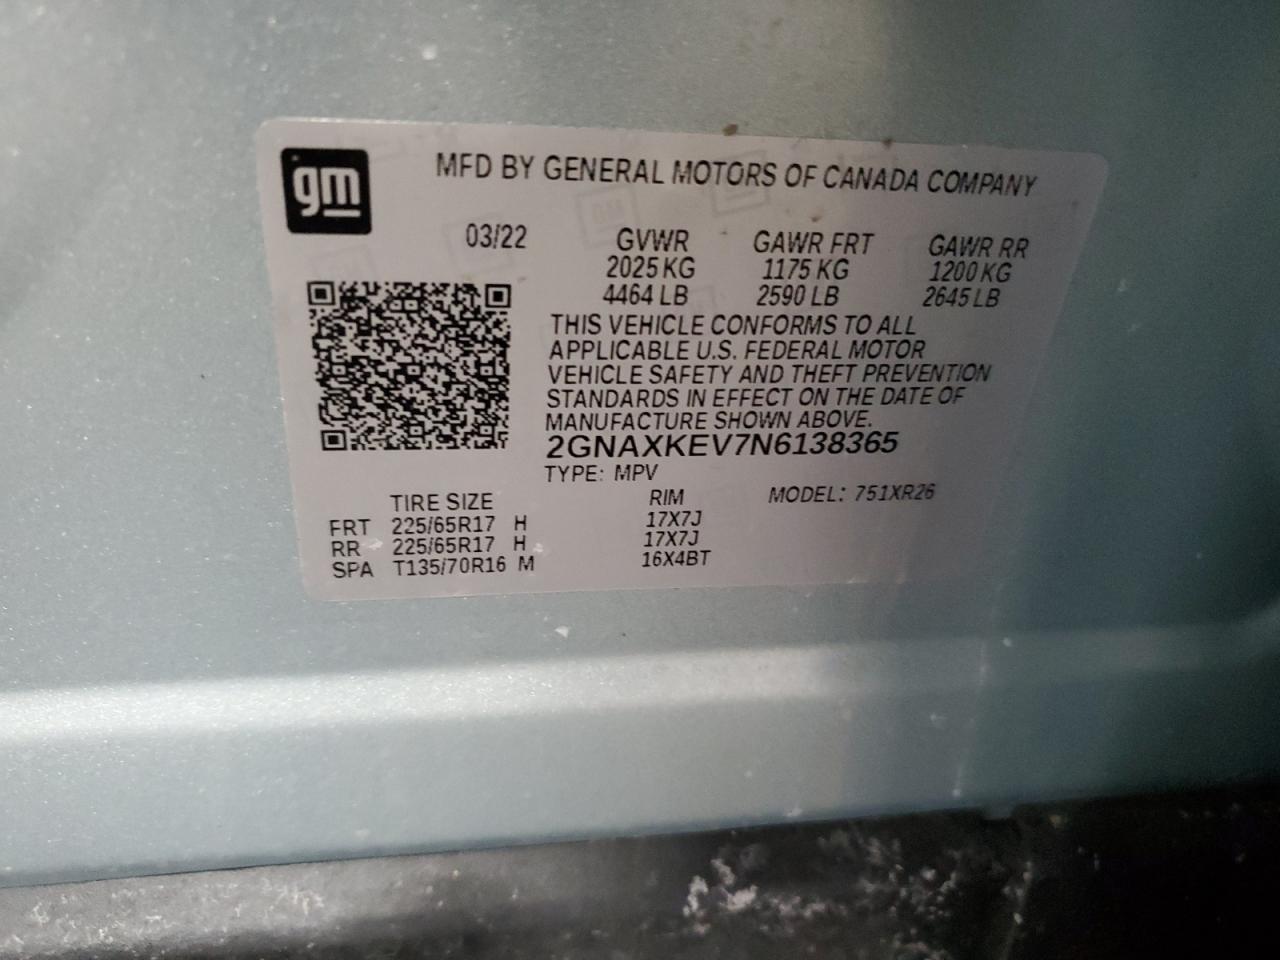 gm
MFD BY GENERAL MOTORS OF CANADA COMPANY
03/22 GVWR GAWR FRT GAWR RR
2025 KG 1175 KG 1200 KG
4464 LB 2590 LB 2645 LB
THIS VEHICLE CONFORMS TO ALL
APPLICABLE U.S. FEDERAL MOTOR
VEHICLE SAFETY AND THEFT PREVENTION
STANDARDS IN EFFECT ON THE DATE OF
MANUFACTURE SHOWN ABOVE.
2GNAXKEV7N6138365
TYPE: MPV
TIRE SIZE RIM MODEL: 751XR26
FRT 225/65R17 H 17X7J
RR 225/65R17 H 17X7J
SPA T135/70R16 M 16X4BT